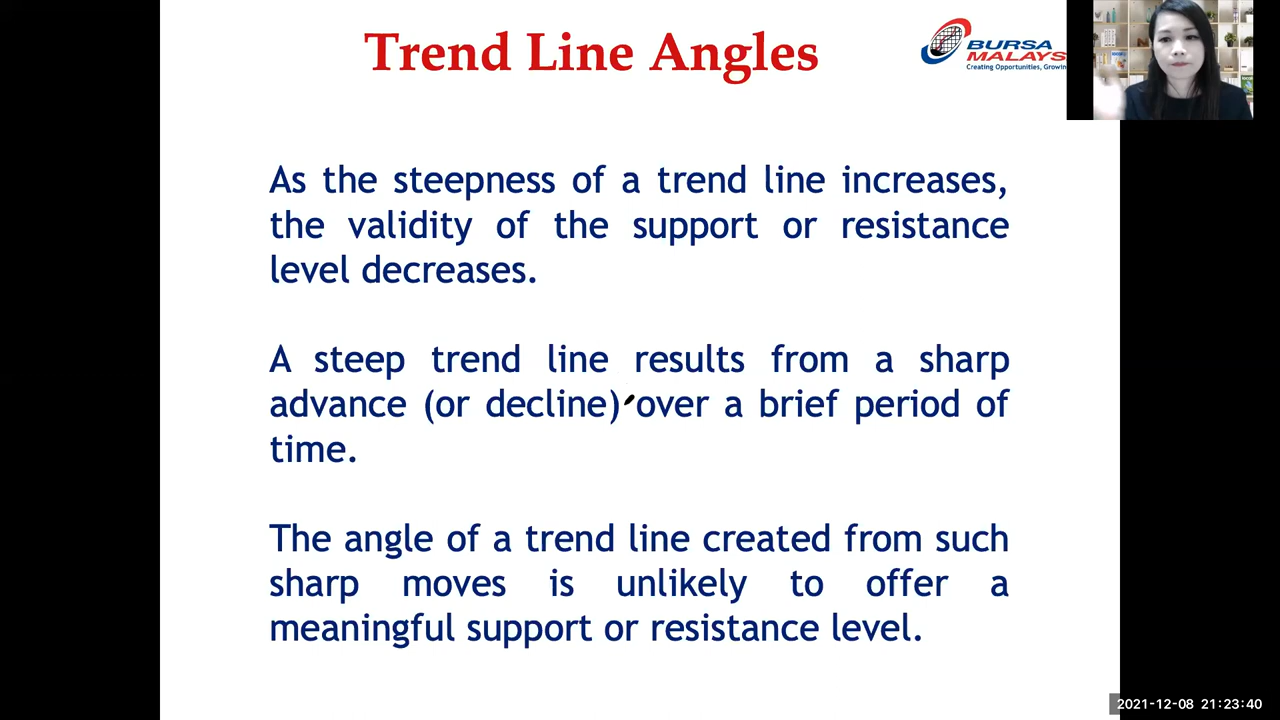 Trend Line Angles
BURSA
MALAYS
Creating Opportunities, Growin
As the steepness of a trend line increases,
the validity of the support or resistance
level decreases.
A steep trend line results from a sharp
advance (or decline) over a brief period of
time.
The angle of a trend line created from such
sharp moves is unlikely to offer a
meaningful support or resistance level.
2021-12-08 21:23:40